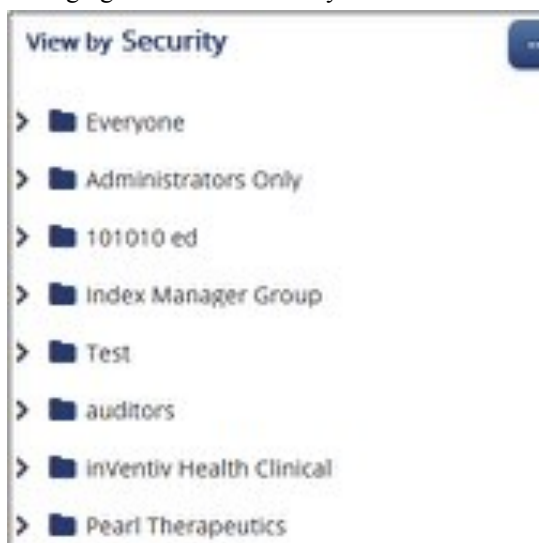 View by Security
Everyone
Administrators Only
101010 ed
Index Manager Group
Test
auditors
inVentiv Health Clinical
Pearl Therapeutics